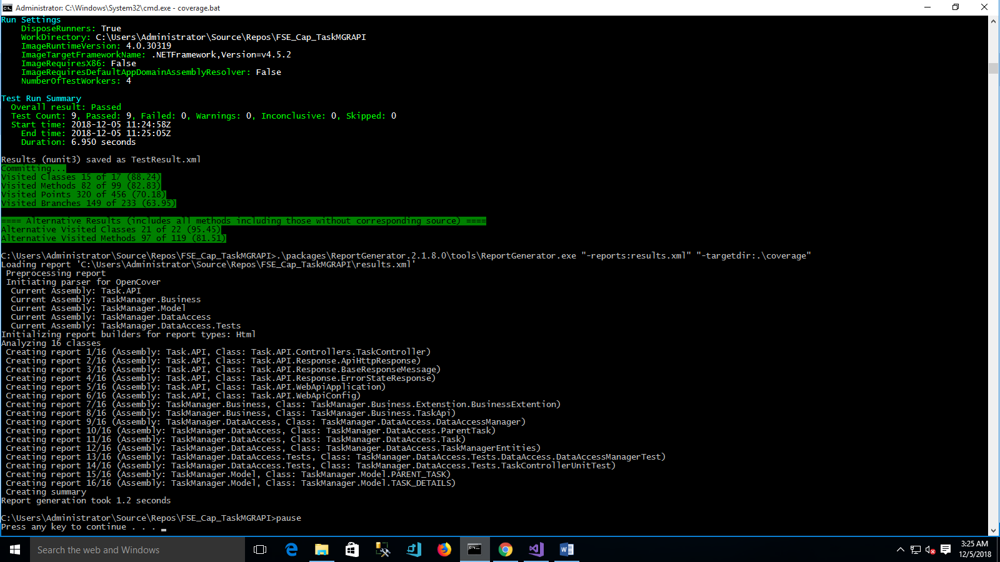 Administrator: C:\Windows\System32\cmd.exe - coverage.bat
Run Settings
    DisposeRunners: True
    WorkDirectory: C:\Users\Administrator\Source\Repos\FSE_Cap_TaskMGRAPI
    ImageRuntimeVersion: 4.0.30319
    ImageTargetFrameworkName: .NETFramework,Version=v4.5.2
    ImageRequiresX86: False
    ImageRequiresDefaultAppDomainAssemblyResolver: False
    NumberOfTestWorkers: 4
Test Run Summary
  Overall result: Passed
  Test Count: 9, Passed: 9, Failed: 0, Warnings: 0, Inconclusive: 0, Skipped: 0
  Start time: 2018-12-05 11:24:58Z
    End time: 2018-12-05 11:25:05Z
    Duration: 6.950 seconds
Results (nunit3) saved as TestResult.xml
Committing...
Visited Classes 15 of 17 (88.24)
Visited Methods 82 of 99 (82.83)
Visited Points 320 of 456 (70.18)
Visited Branches 149 of 233 (63.95)
==== Alternative Results (includes all methods including those without corresponding source) ====
Alternative Visited Classes 21 of 22 (95.45)
Alternative Visited Methods 97 of 119 (81.51)
C:\Users\Administrator\Source\Repos\FSE_Cap_TaskMGRAPI>.\packages\ReportGenerator.2.1.8.0\tools\ReportGenerator.exe "-reports:results.xml" "-targetdir:.\coverage"
Loading report 'C:\Users\Administrator\Source\Repos\FSE_Cap_TaskMGRAPI\results.xml'
 Preprocessing report
 Initiating parser for OpenCover
  Current Assembly: Task.API
  Current Assembly: TaskManager.Business
  Current Assembly: TaskManager.Model
  Current Assembly: TaskManager.DataAccess
  Current Assembly: TaskManager.DataAccess.Tests
Initializing report builders for report types: Html
Analyzing 16 classes
 Creating report 1/16 (Assembly: Task.API, Class: Task.API.Controllers.TaskController)
 Creating report 2/16 (Assembly: Task.API, Class: Task.API.Response.ApiHttpResponse)
 Creating report 3/16 (Assembly: Task.API, Class: Task.API.Response.BaseResponseMessage)
 Creating report 4/16 (Assembly: Task.API, Class: Task.API.Response.ErrorStateResponse)
 Creating report 5/16 (Assembly: Task.API, Class: Task.API.WebApiApplication)
 Creating report 6/16 (Assembly: Task.API, Class: Task.API.WebApiConfig)
 Creating report 7/16 (Assembly: TaskManager.Business, Class: TaskManager.Business.Extenstion.BusinessExtention)
 Creating report 8/16 (Assembly: TaskManager.Business, Class: TaskManager.Business.TaskApi)
 Creating report 9/16 (Assembly: TaskManager.DataAccess, Class: TaskManager.DataAccess.DataAccessManager)
 Creating report 10/16 (Assembly: TaskManager.DataAccess, Class: TaskManager.DataAccess.ParentTask)
 Creating report 11/16 (Assembly: TaskManager.DataAccess, Class: TaskManager.DataAccess.Task)
 Creating report 12/16 (Assembly: TaskManager.DataAccess, Class: TaskManager.DataAccess.TaskManagerEntities)
 Creating report 13/16 (Assembly: TaskManager.DataAccess.Tests, Class: TaskManager.DataAccess.Tests.DataAccess.DataAccessManagerTest)
 Creating report 14/16 (Assembly: TaskManager.DataAccess.Tests, Class: TaskManager.DataAccess.Tests.TaskControllerUnitTest)
 Creating report 15/16 (Assembly: TaskManager.Model, Class: TaskManager.Model.PARENT_TASK)
 Creating report 16/16 (Assembly: TaskManager.Model, Class: TaskManager.Model.TASK_DETAILS)
 Creating summary
Report generation took 1.2 seconds
C:\Users\Administrator\Source\Repos\FSE_Cap_TaskMGRAPI>pause
Press any key to continue . . .
Search the web and Windows
3:25 AM
12/5/2018